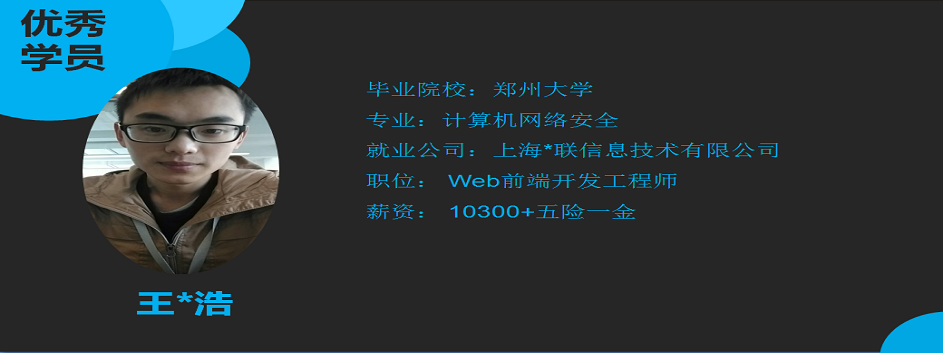 优秀
学员
毕业院校：郑州大学
专业：计算机网络安全
就业公司：上海*联信息技术有限公司
职位： Web前端开发工程师
薪资： 10300+五险一金
王*浩